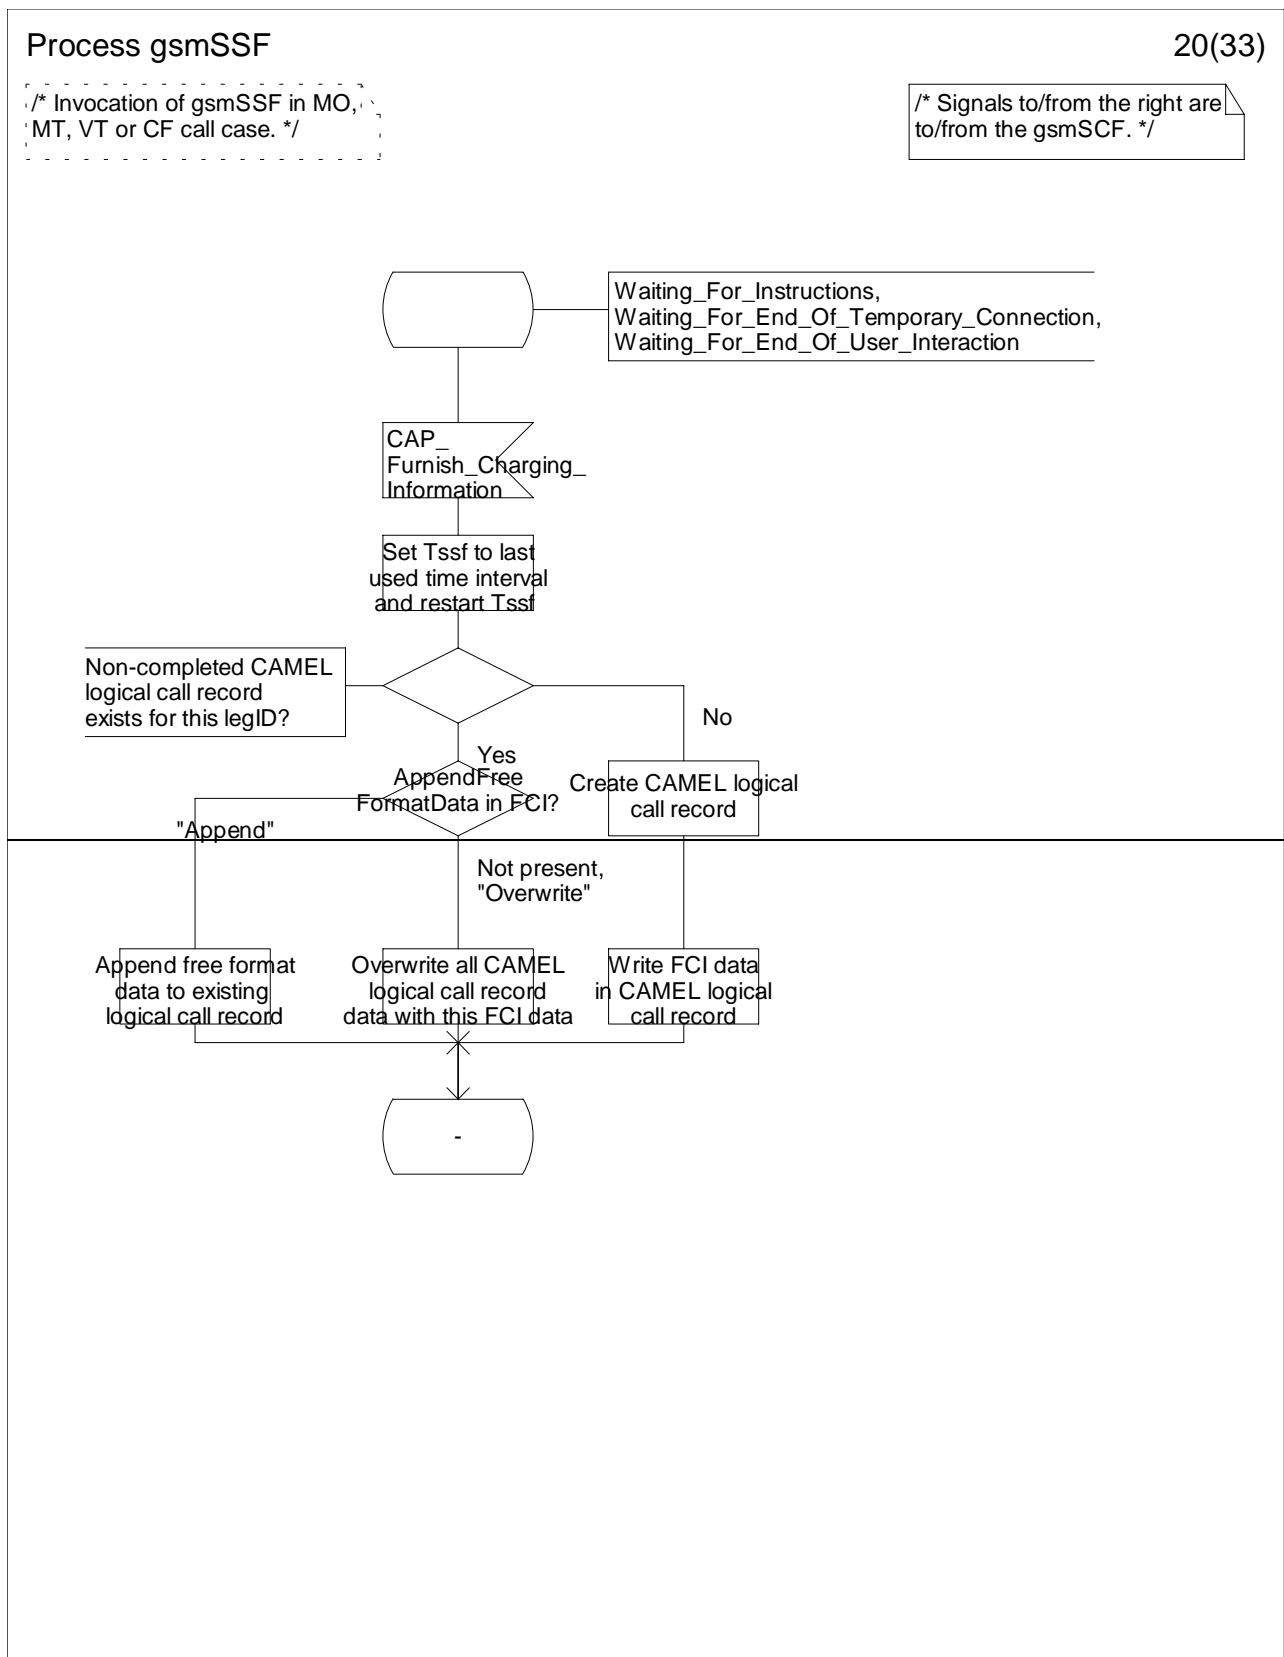 Process gsmSSF
20(33)
/* Invocation of gsmSSF in MO,
MT, VT or CF call case. */
/* Signals to/from the right are
to/from the gsmSCF. */
Waiting_For_Instructions,
Waiting_For_End_Of_Temporary_Connection,
Waiting_For_End_Of_User_Interaction
CAP_
Furnish_Charging_
Information
Set Tssf to last
used time interval
and restart Tssf
Non-completed CAMEL
logical call record
exists for this legID?
No
Yes
AppendFree
FormatData in FCI?
Create CAMEL logical
call record
"Append"
Not present,
"Overwrite"
Append free format
data to existing
logical call record
Overwrite all CAMEL
logical call record
data with this FCI data
Write FCI data
in CAMEL logical
call record
-